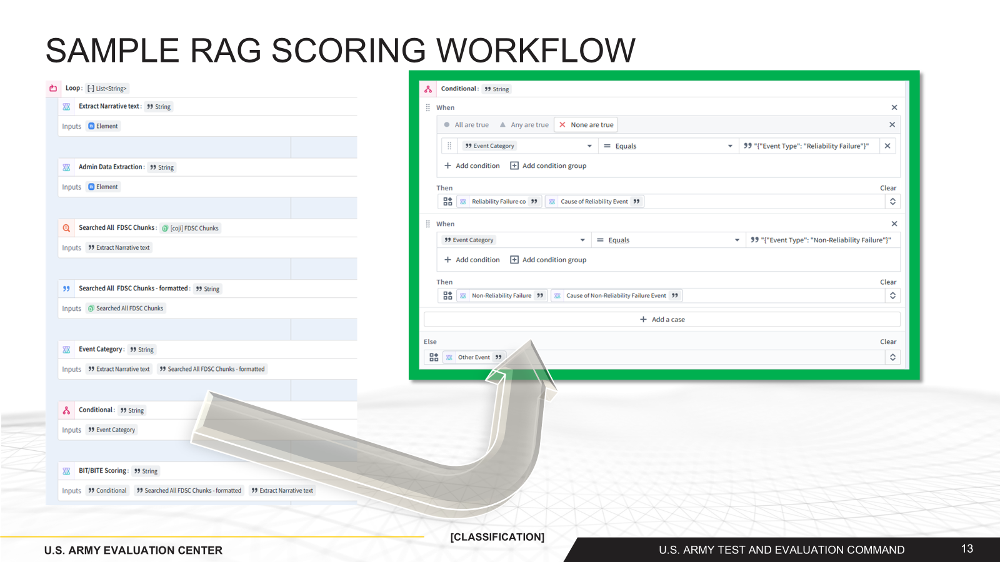 SAMPLE RAG SCORING WORKFLOW
Loop: [··] List<String>
Extract Narrative text: " String
Inputs Element
Admin Data Extraction: " String
Inputs Element
Searched All FDSC Chunks: [coji] FDSC Chunks
Inputs " Extract Narrative text
Searched All FDSC Chunks - formatted: " String
Inputs Searched All FDSC Chunks
Event Category: " String
Inputs " Extract Narrative text " Searched All FDSC Chunks - formatted
Conditional: " String
Inputs " Event Category
BIT/BITE Scoring: " String
Inputs " Conditional " Searched All FDSC Chunks - formatted " Extract Narrative text
Conditional: " String
When
All are true Any are true None are true
" Event Category = Equals " "{"Event Type": "Reliability Failure"}"
+ Add condition Add condition group
Then Clear
Reliability Failure co " Cause of Reliability Event "
When
" Event Category = Equals " "{"Event Type": "Non-Reliability Failure"}"
+ Add condition Add condition group
Then Clear
Non-Reliability Failure " Cause of Non-Reliability Failure Event "
+ Add a case
Else Clear
Other Event "
[CLASSIFICATION]
U.S. ARMY EVALUATION CENTER
U.S. ARMY TEST AND EVALUATION COMMAND 13